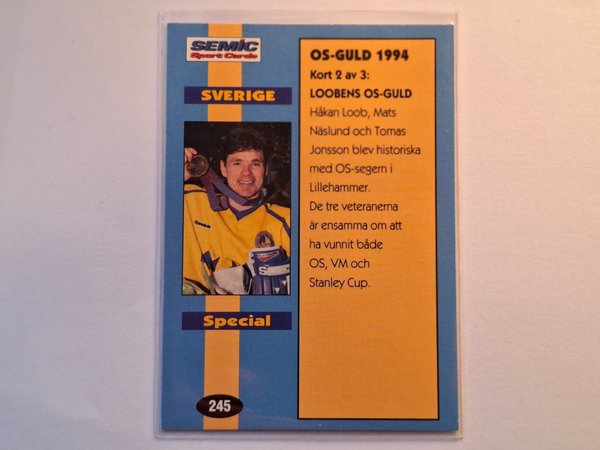 SEMIC
Sport Cards
SVERIGE
Special
245
OS-GULD 1994
Kort 2 av 3:
LOOBENS OS-GULD
Håkan Loob, Mats
Näslund och Tomas
Jonsson blev historiska
med OS-segern i
Lillehammer.
De tre veteranerna
är ensamma om att
ha vunnit både
OS, VM och
Stanley Cup.